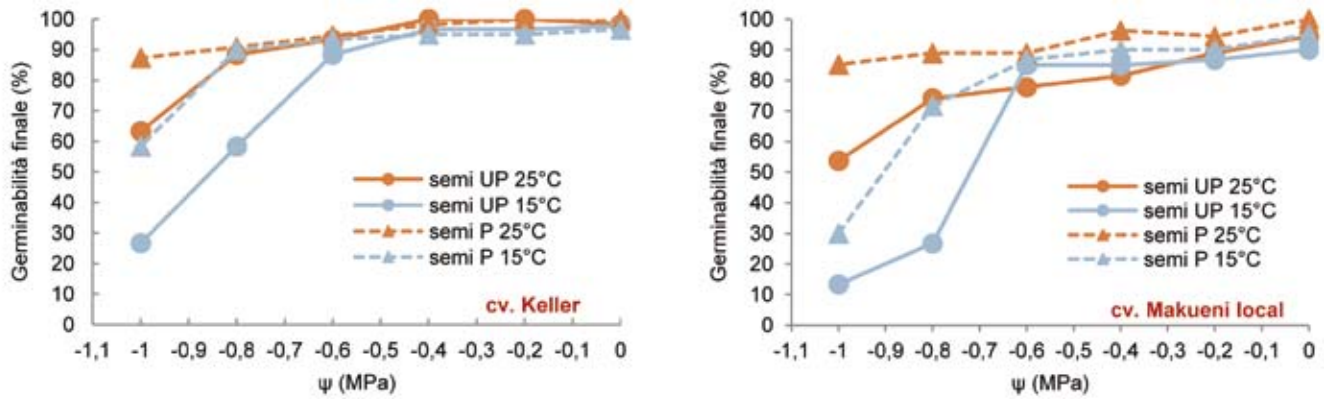 Germinabilità finale (%)
100
90
80
70
60
50
40
30
20
10
0
semi UP 25°C
semi UP 15°C
semi P 25°C
semi P 15°C
cv. Keller
-1,1 -1 -0,9 -0,8 -0,7 -0,6 -0,5 -0,4 -0,3 -0,2 -0,1 0
ψ (MPa)
Germinabilità finale (%)
100
90
80
70
60
50
40
30
20
10
0
semi UP 25°C
semi UP 15°C
semi P 25°C
semi P 15°C
cv. Makueni local
-1,1 -1 -0,9 -0,8 -0,7 -0,6 -0,5 -0,4 -0,3 -0,2 -0,1 0
ψ (MPa)